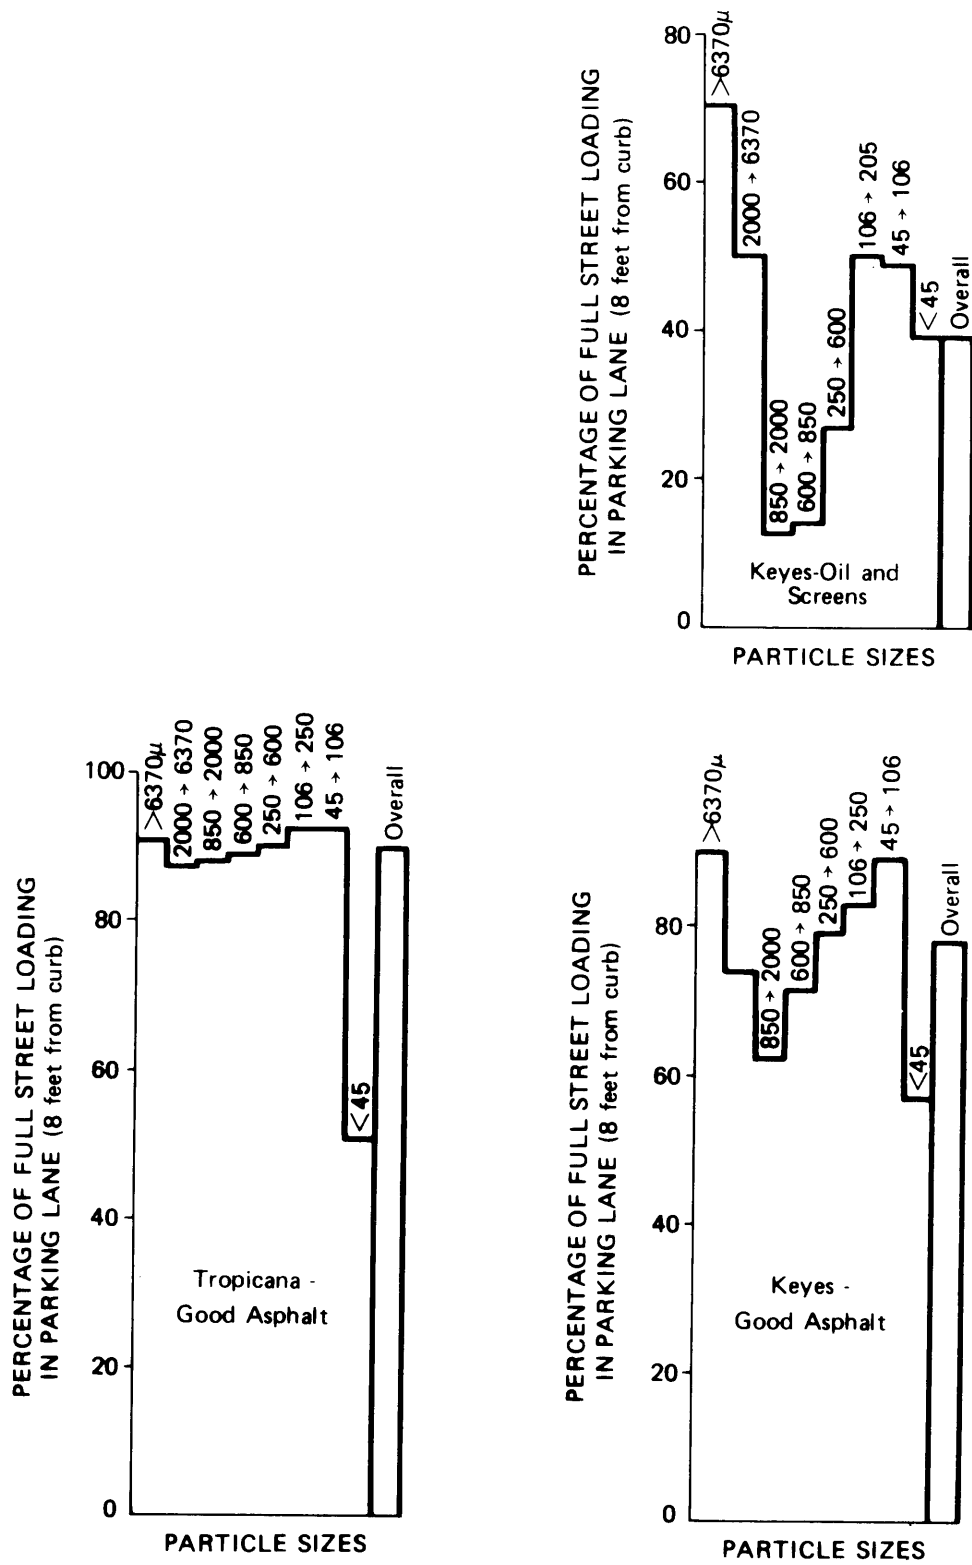 PERCENTAGE OF FULL STREET LOADING
IN PARKING LANE (8 feet from curb)
80
60
40
20
0
>6370μ
2000 → 6370
850 → 2000
600 → 850
250 → 600
106 → 205
45 → 106
<45
Overall
Keyes-Oil and
Screens
PARTICLE SIZES
PERCENTAGE OF FULL STREET LOADING
IN PARKING LANE (8 feet from curb)
100
80
60
40
20
0
>6370μ
2000 → 6370
850 → 2000
600 → 850
250 → 600
106 → 250
45 → 106
<45
Overall
Tropicana -
Good Asphalt
PARTICLE SIZES
PERCENTAGE OF FULL STREET LOADING
IN PARKING LANE (8 feet from curb)
80
60
40
20
0
>6370μ
850 → 2000
600 → 850
250 → 600
106 → 250
45 → 106
<45
Overall
Keyes -
Good Asphalt
PARTICLE SIZES